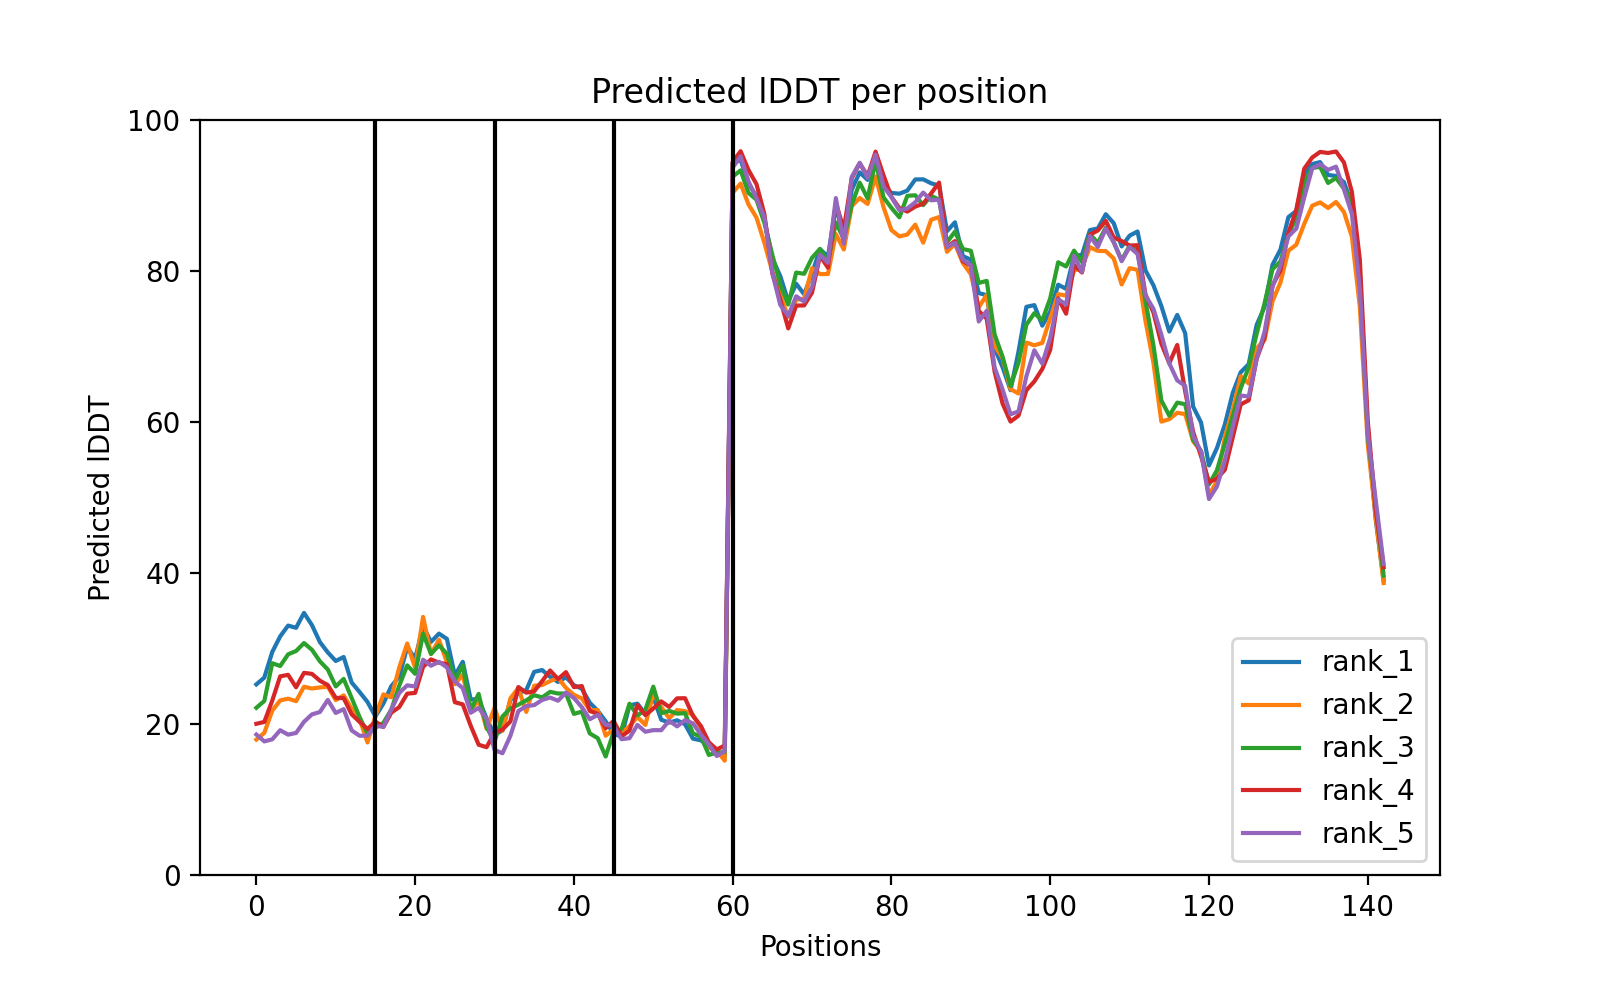 Predicted lDDT per position
100
80
60
40
20
0
Predicted lDDT
0 20 40 60 80 100 120 140
Positions
rank_1
rank_2
rank_3
rank_4
rank_5